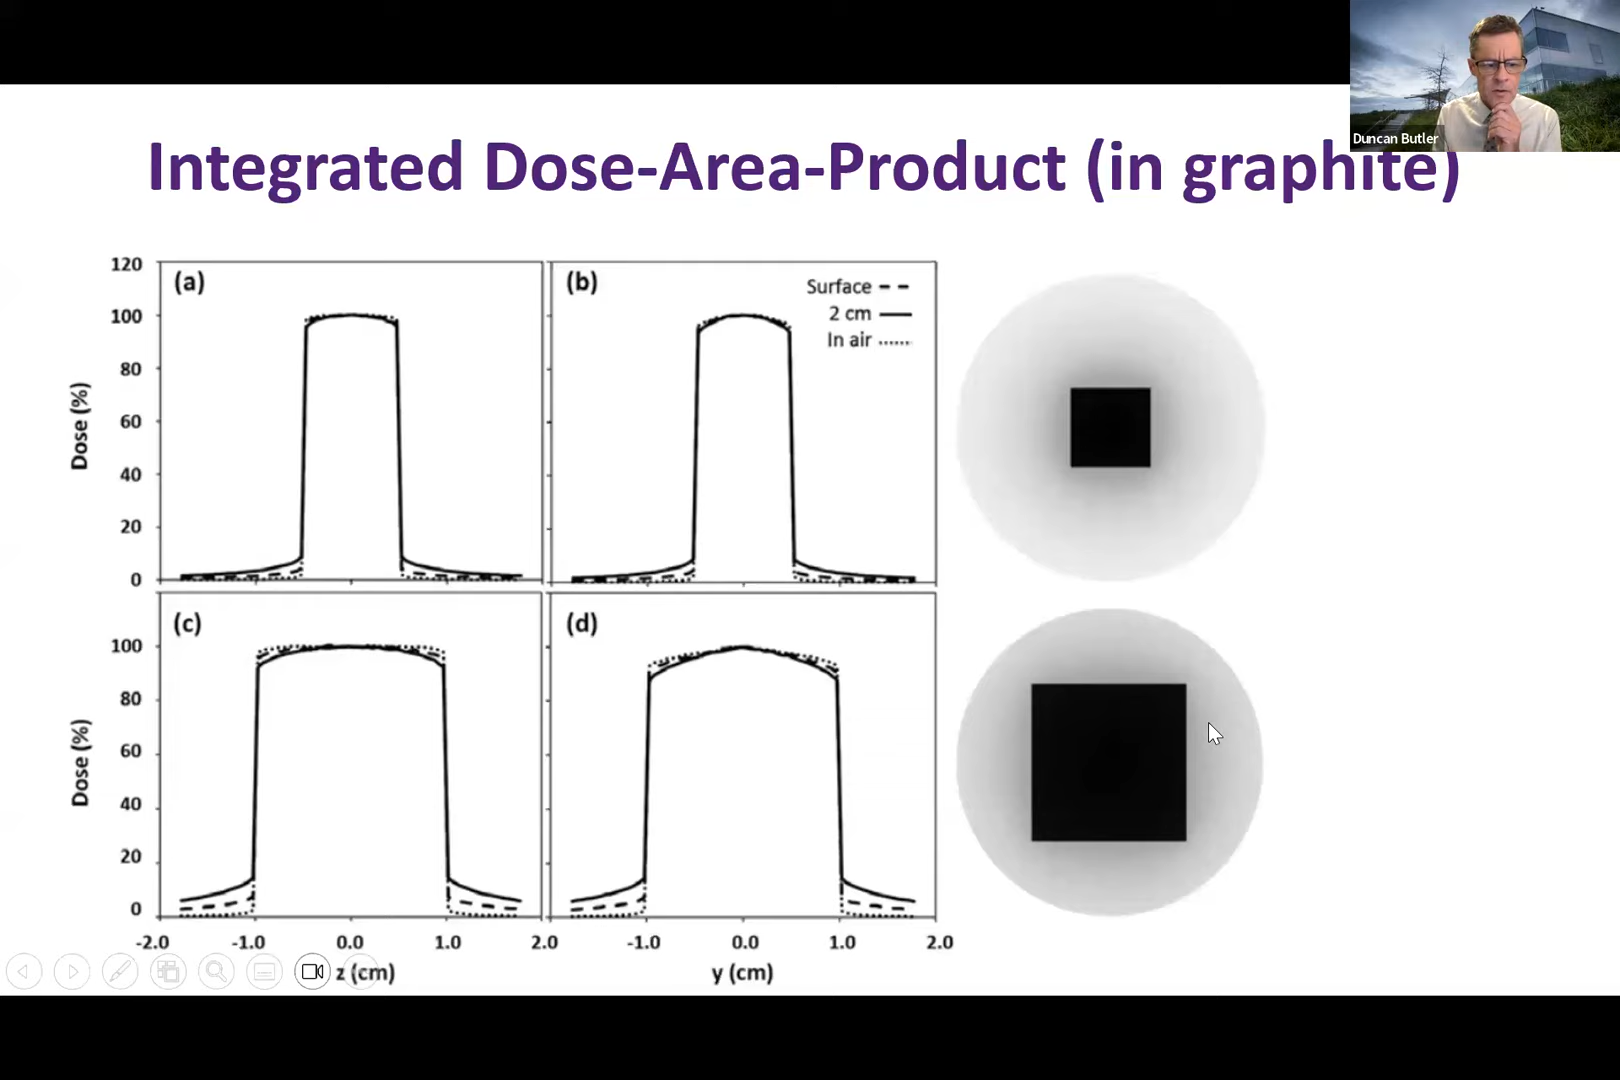 Duncan Butler
Integrated Dose-Area-Product (in graphite)
(a)
(b)
Surface
2 cm
In air
120
100
80
60
40
20
0
Dose (%)
(c)
(d)
100
80
60
40
20
0
Dose (%)
-2.0 -1.0 0.0 1.0 2.0 -1.0 0.0 1.0 2.0
z (cm)
y (cm)